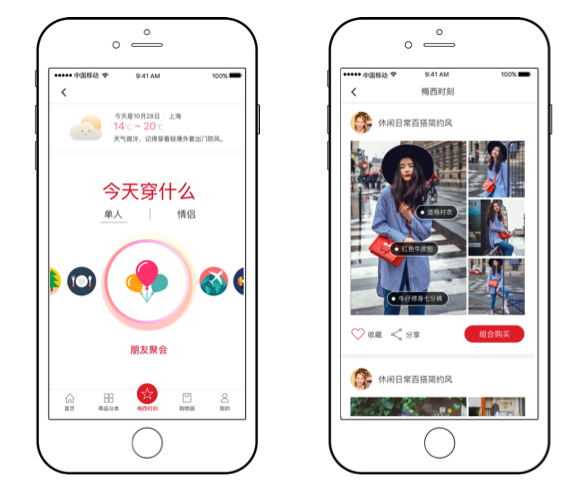 中国移动
9:41 AM
100%
今天是10月28日 上海
14℃ ~ 20℃
天气微冷,记得穿着轻薄外套出门防风。
今天穿什么
单人
情侣
朋友聚会
首页
商品分类
梅西时刻
购物袋
我的
中国移动
9:41 AM
100%
梅西时刻
休闲日常百搭简约风
竖格衬衣
红色牛皮包
牛仔修身七分裤
收藏
分享
组合购买
休闲日常百搭简约风